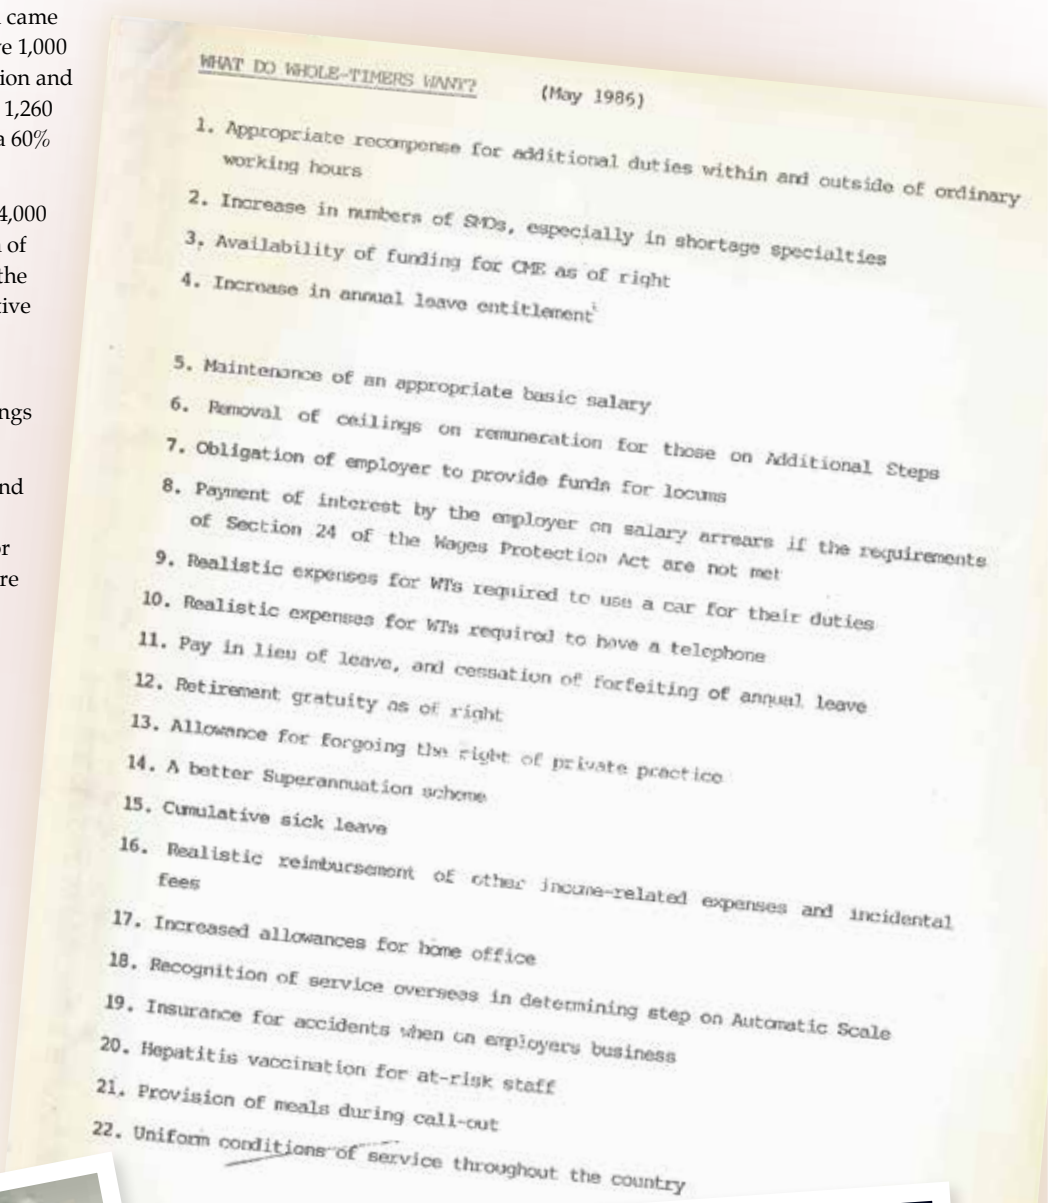 came
1,000
and
1,260
a 60%
4,000
of
the
or
WHAT DO WHOLE-TIMERS WANT? (May 1986)
1. Appropriate recompense for additional duties within and outside of ordinary
working hours
2. Increase in numbers of SMOs, especially in shortage specialties
3. Availability of funding for CME as of right
4. Increase in annual leave entitlement
5. Maintenance of an appropriate basic salary
6. Removal of ceilings on remuneration for those on Additional Steps
7. Obligation of employer to provide funds for locums
8. Payment of interest by the employer on salary arrears if the requirements
of Section 24 of the Wages Protection Act are not met
9. Realistic expenses for WTs required to use a car for their duties
10. Realistic expenses for WTs required to have a telephone
11. Pay in lieu of leave, and cessation of forfeiting of annual leave
12. Retirement gratuity as of right
13. Allowance for forgoing the right of private practice
14. A better Superannuation scheme
15. Cumulative sick leave
16. Realistic reimbursement of other income-related expenses and incidental
fees
17. Increased allowances for home office
18. Recognition of service overseas in determining step on Automatic Scale
19. Insurance for accidents when on employers business
20. Hepatitis vaccination for at-risk staff
21. Provision of meals during call-out
22. Uniform conditions of service throughout the country